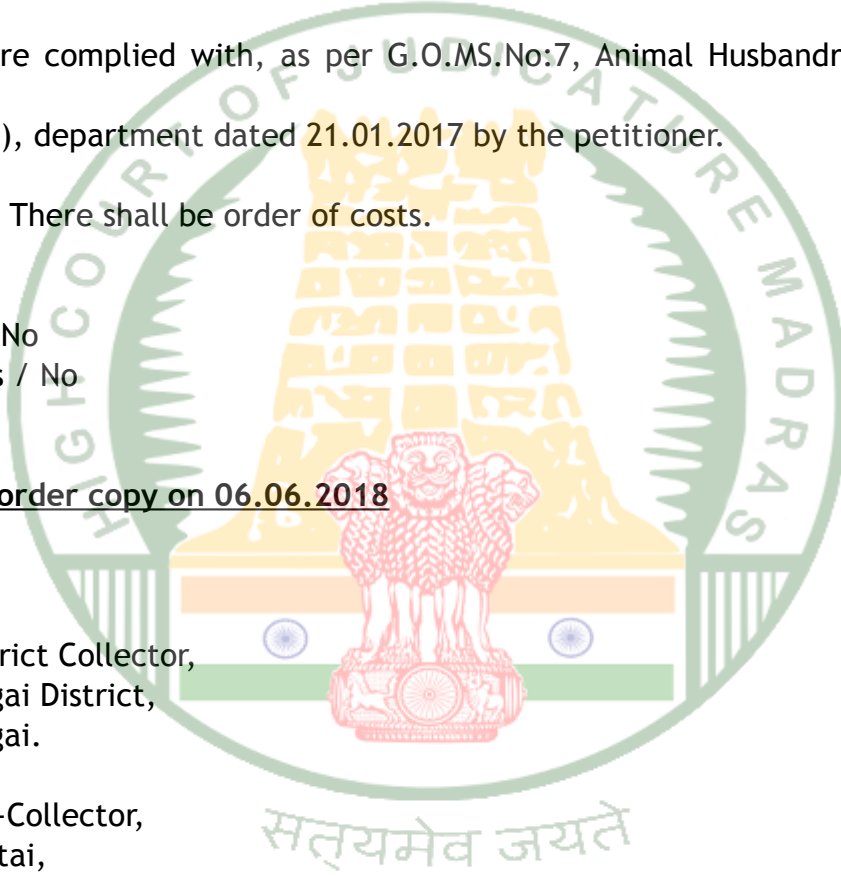 re complied with, as per G.O.MS.No:7, Animal Husbandr
), department dated 21.01.2017 by the petitioner.
There shall be order of costs.
No
s / No
order copy on 06.06.2018
rict Collector,
gai District,
gai.
-Collector,
tai,
HIGH COURT OF JUDICATURE MADRAS
सत्यमेव जयते